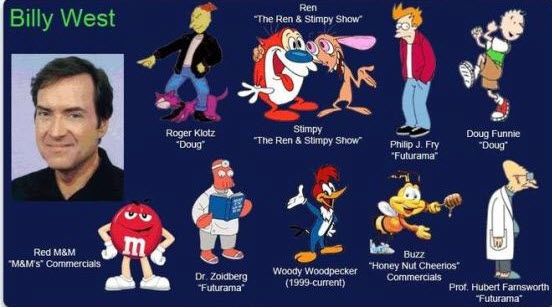 Billy West
Ren
"The Ren & Stimpy Show"
Roger Klotz
"Doug"
Stimpy
"The Ren & Stimpy Show"
Philip J. Fry
"Futurama"
Doug Funnie
"Doug"
Red M&M
"M&M's" Commercials
m
Dr. Zoidberg
"Futurama"
Woody Woodpecker
(1999-current)
Buzz
"Honey Nut Cheerios"
Commercials
Prof. Hubert Farnsworth
"Futurama"